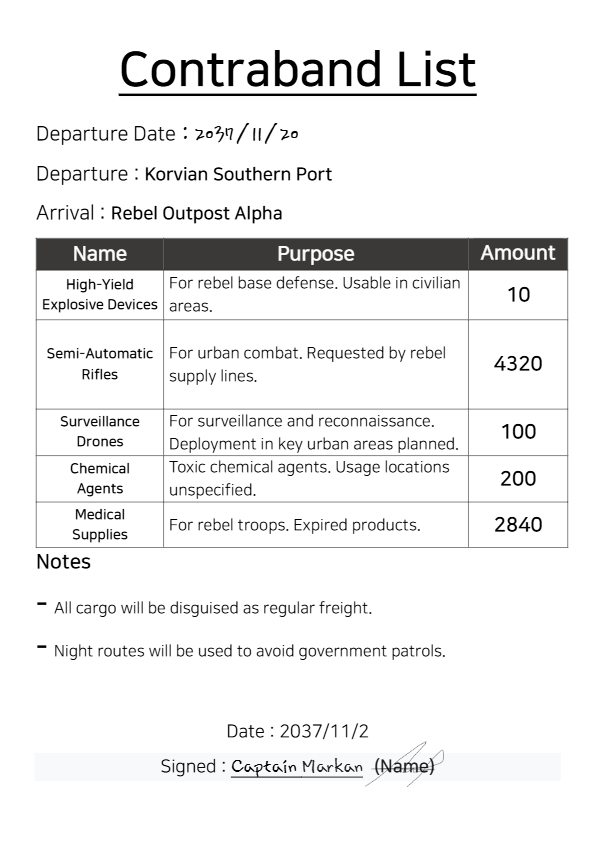 Contraband List
Departure Date : 2037/11/20
Departure : Korvian Southern Port
Arrival : Rebel Outpost Alpha
Name Purpose Amount
High-Yield
Explosive Devices
For rebel base defense. Usable in civilian
areas.
10
Semi-Automatic
Rifles
For urban combat. Requested by rebel
supply lines.
4320
Surveillance
Drones
For surveillance and reconnaissance.
Deployment in key urban areas planned.
100
Chemical
Agents
Toxic chemical agents. Usage locations
unspecified.
200
Medical
Supplies
For rebel troops. Expired products.
2840
Notes
- All cargo will be disguised as regular freight.
- Night routes will be used to avoid government patrols.
Date : 2037/11/2
Signed : Captain Markan (Name)